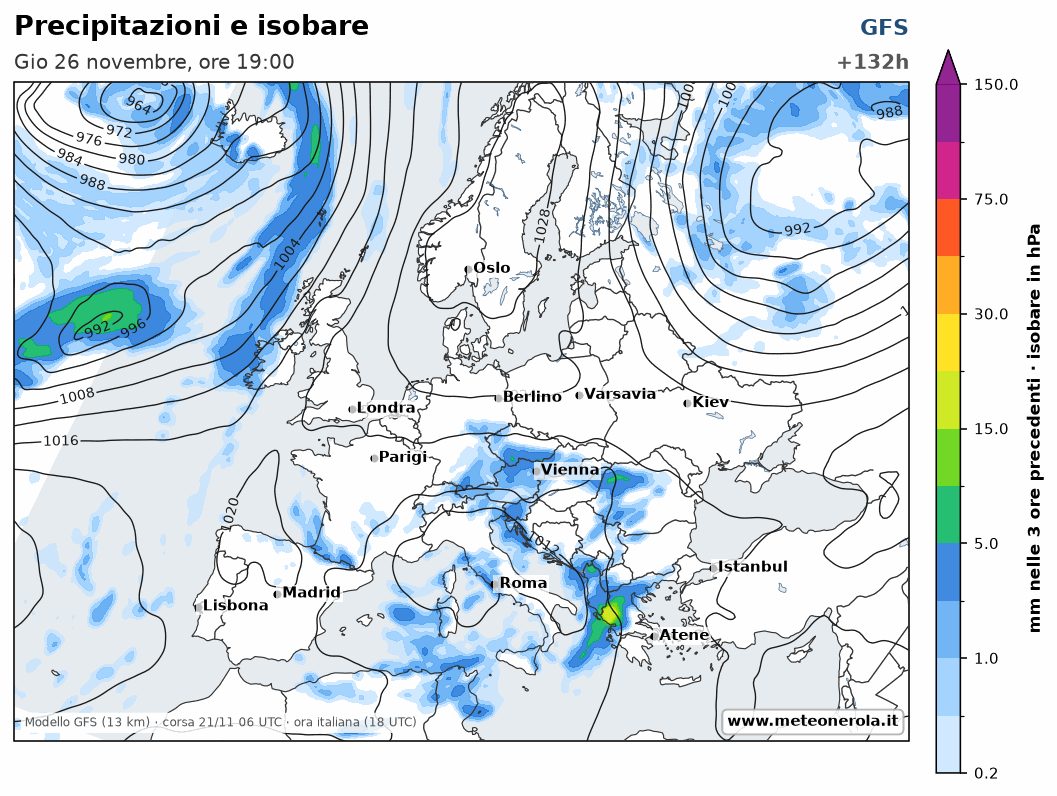 Precipitazioni e isobare
GFS
Gio 26 novembre, ore 19:00
+132h
964
972
976
980
984
988
988
992
1004
1028
992
996
1008
1016
1020
1012
Oslo
Berlino
Varsavia
Kiev
Londra
Parigi
Vienna
Istanbul
Roma
Madrid
Lisbona
Atene
Modello GFS (13 km) · corsa 21/11 06 UTC · ora italiana (18 UTC)
www.meteonerola.it
150.0
75.0
30.0
15.0
5.0
1.0
0.2
mm nelle 3 ore precedenti · isobare in hPa